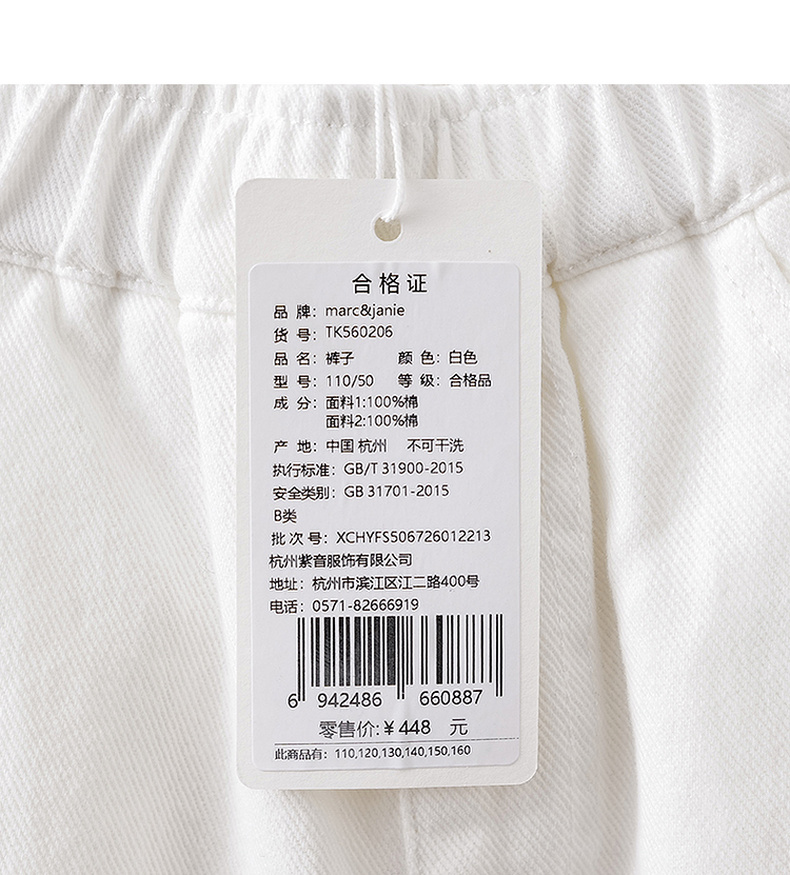 合格证
品 牌：marc&janie
货 号：TK560206
品 名：裤子 颜 色：白色
型 号：110/50 等 级：合格品
成 分：面料1:100%棉
面料2:100%棉
产 地：中国 杭州 不可干洗
执行标准：GB/T 31900-2015
安全类别：GB 31701-2015
B类
批 次 号：XCHYFS506726012213
杭州紫音服饰有限公司
地址：杭州市滨江区江二路400号
电话：0571-82666919
6 942486 660887
零售价:￥448 元
此商品有：110,120,130,140,150,160